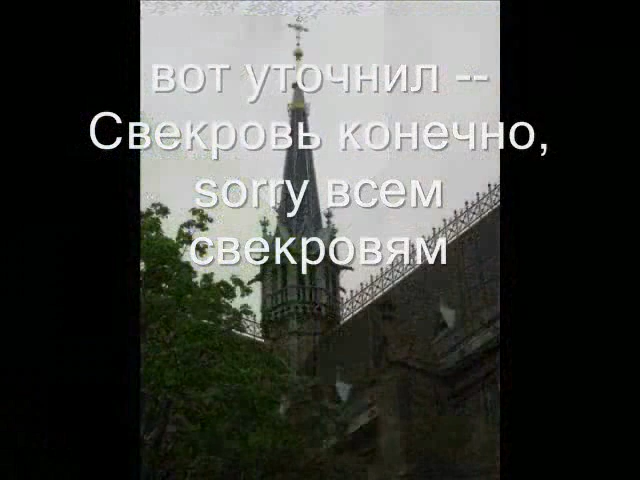 вот уточнил --
Свекровь конечно,
sorry всем
свекровям